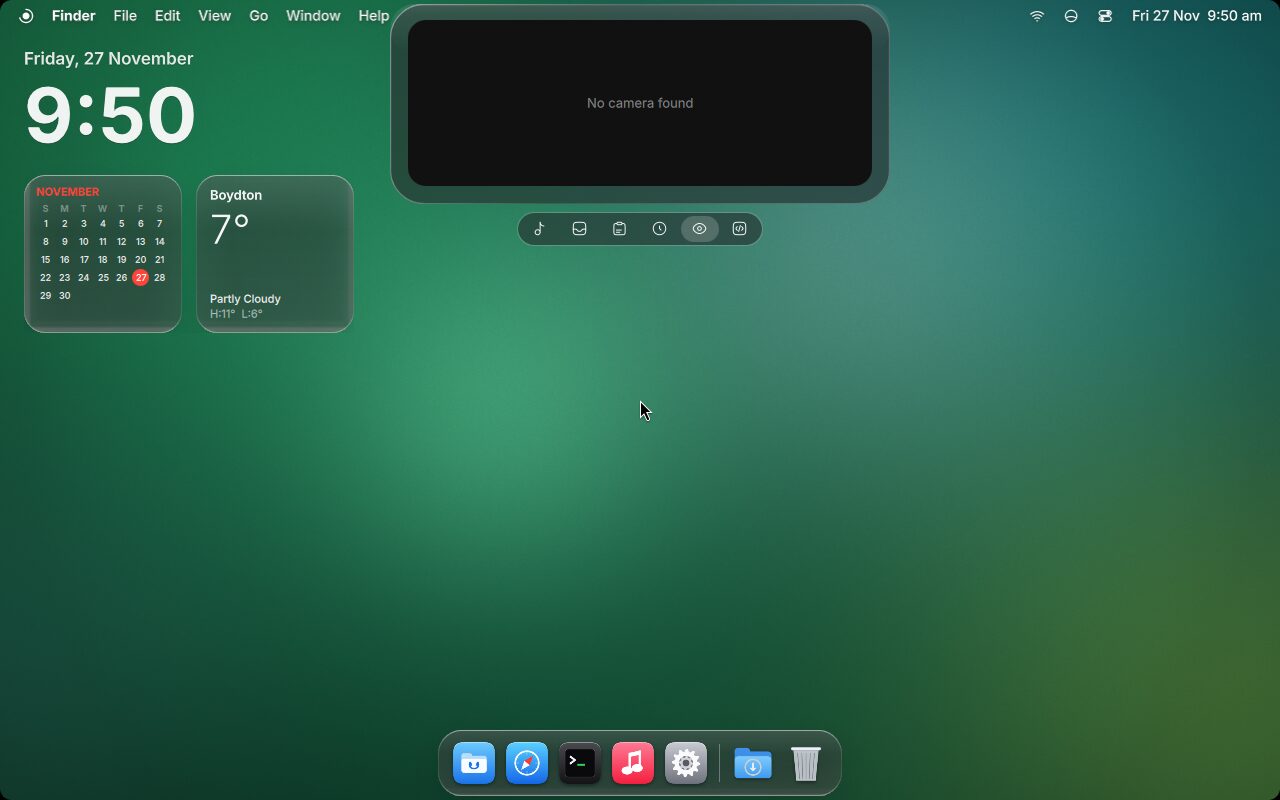 Finder File Edit View Go Window Help
Fri 27 Nov 9:50 am
Friday, 27 November
9:50
No camera found
NOVEMBER
S M T W T F S
1 2 3 4 5 6 7
8 9 10 11 12 13 14
15 16 17 18 19 20 21
22 23 24 25 26 27 28
29 30
Boydton
7°
Partly Cloudy
H:11° L:6°